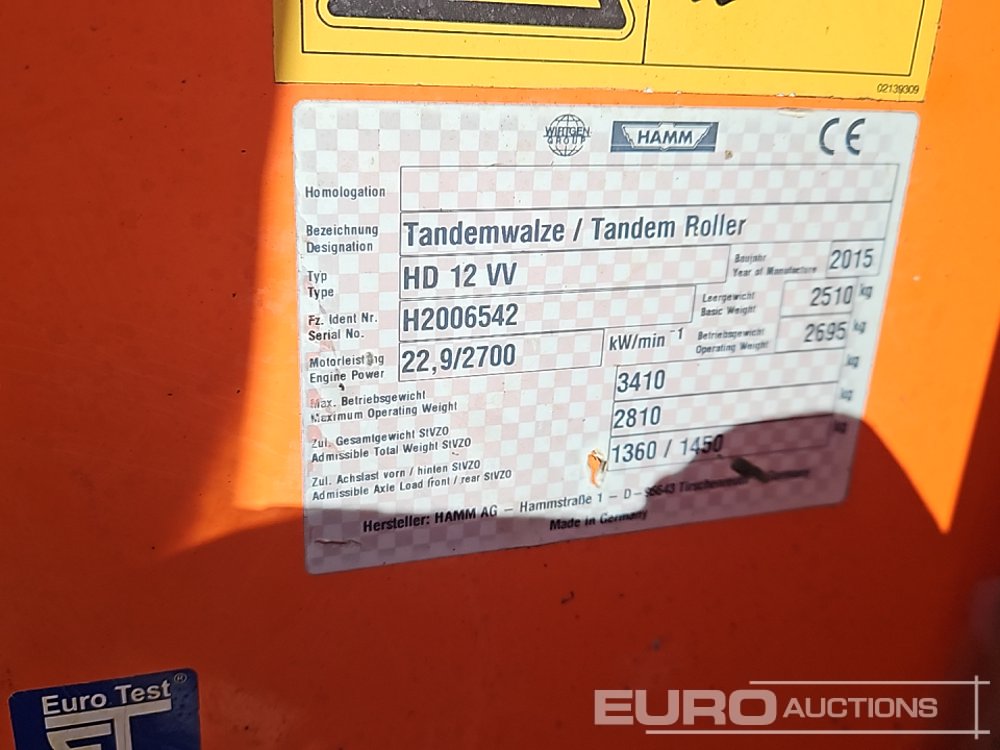 02139309
WIRTGEN GROUP
HAMM
CE
Homologation
Bezeichnung
Designation
Tandemwalze / Tandem Roller
Typ
Type
HD 12 VV
Baujahr
Year of Manufacture
2015
Fz. Ident Nr.
Serial No.
H2006542
Leergewicht
Basic Weight
2510 kg
Motorleistung
Engine Power
22,9/2700
kW/min -1
Betriebsgewicht
Operating Weight
2695 kg
Max. Betriebsgewicht
Maximum Operating Weight
3410 kg
Zul. Gesamtgewicht StVZO
Admissible Total Weight StVZO
2810 kg
Zul. Achslast vorn / hinten StVZO
Admissible Axle Load front / rear StVZO
1360 / 1450 kg
Hersteller: HAMM AG – Hammstraße 1 – D – 95643 Tirschenreuth – Germany
Made in Germany
Euro Test®
ET
EURO AUCTIONS